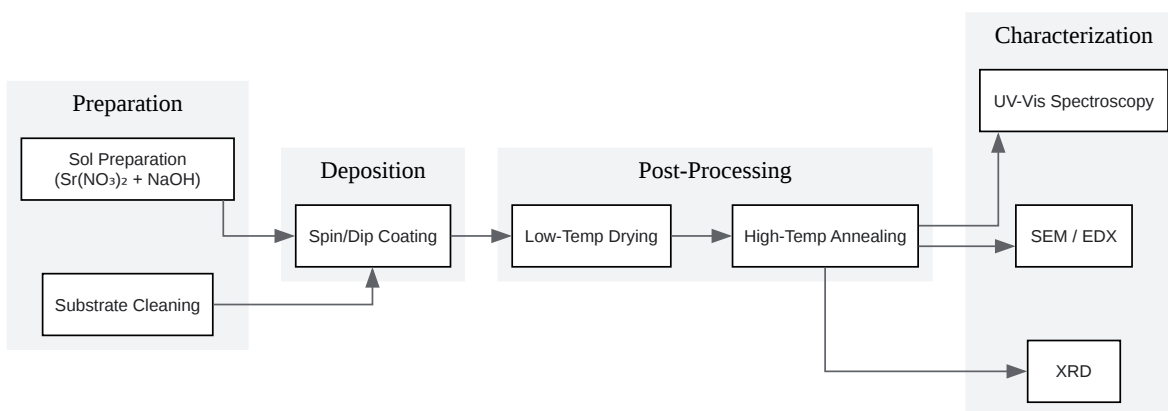 Preparation
Sol Preparation
(Sr(NO₃)₂ + NaOH)
Substrate Cleaning
Deposition
Spin/Dip Coating
Post-Processing
Low-Temp Drying
High-Temp Annealing
Characterization
UV-Vis Spectroscopy
SEM / EDX
XRD